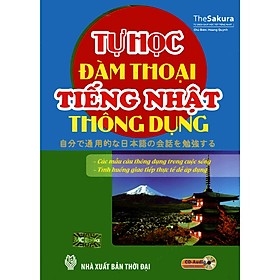 TheSakura
Chủ Biên: Hoàng Quỳnh
TỰ HỌC
ĐÀM THOẠI
TIẾNG NHẬT
THÔNG DỤNG
自分で通用的な日本語の会話を勉強する
- Các mẫu câu thông dụng trong cuộc sống
- Tình huống giao tiếp thực tế dễ áp dụng
MC Books
CD-Audio
NHÀ XUẤT BẢN THỜI ĐẠI